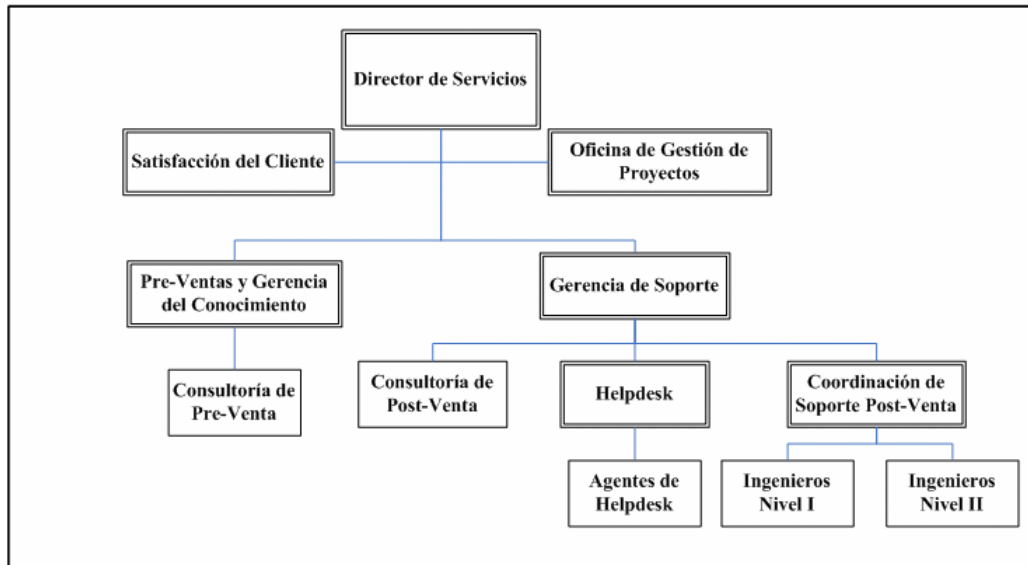 Director de Servicios
Satisfacción del Cliente
Oficina de Gestión de
Proyectos
Pre-Ventas y Gerencia
del Conocimiento
Gerencia de Soporte
Consultoría de
Pre-Venta
Consultoría de
Post-Venta
Helpdesk
Coordinación de
Soporte Post-Venta
Agentes de
Helpdesk
Ingenieros
Nivel I
Ingenieros
Nivel II